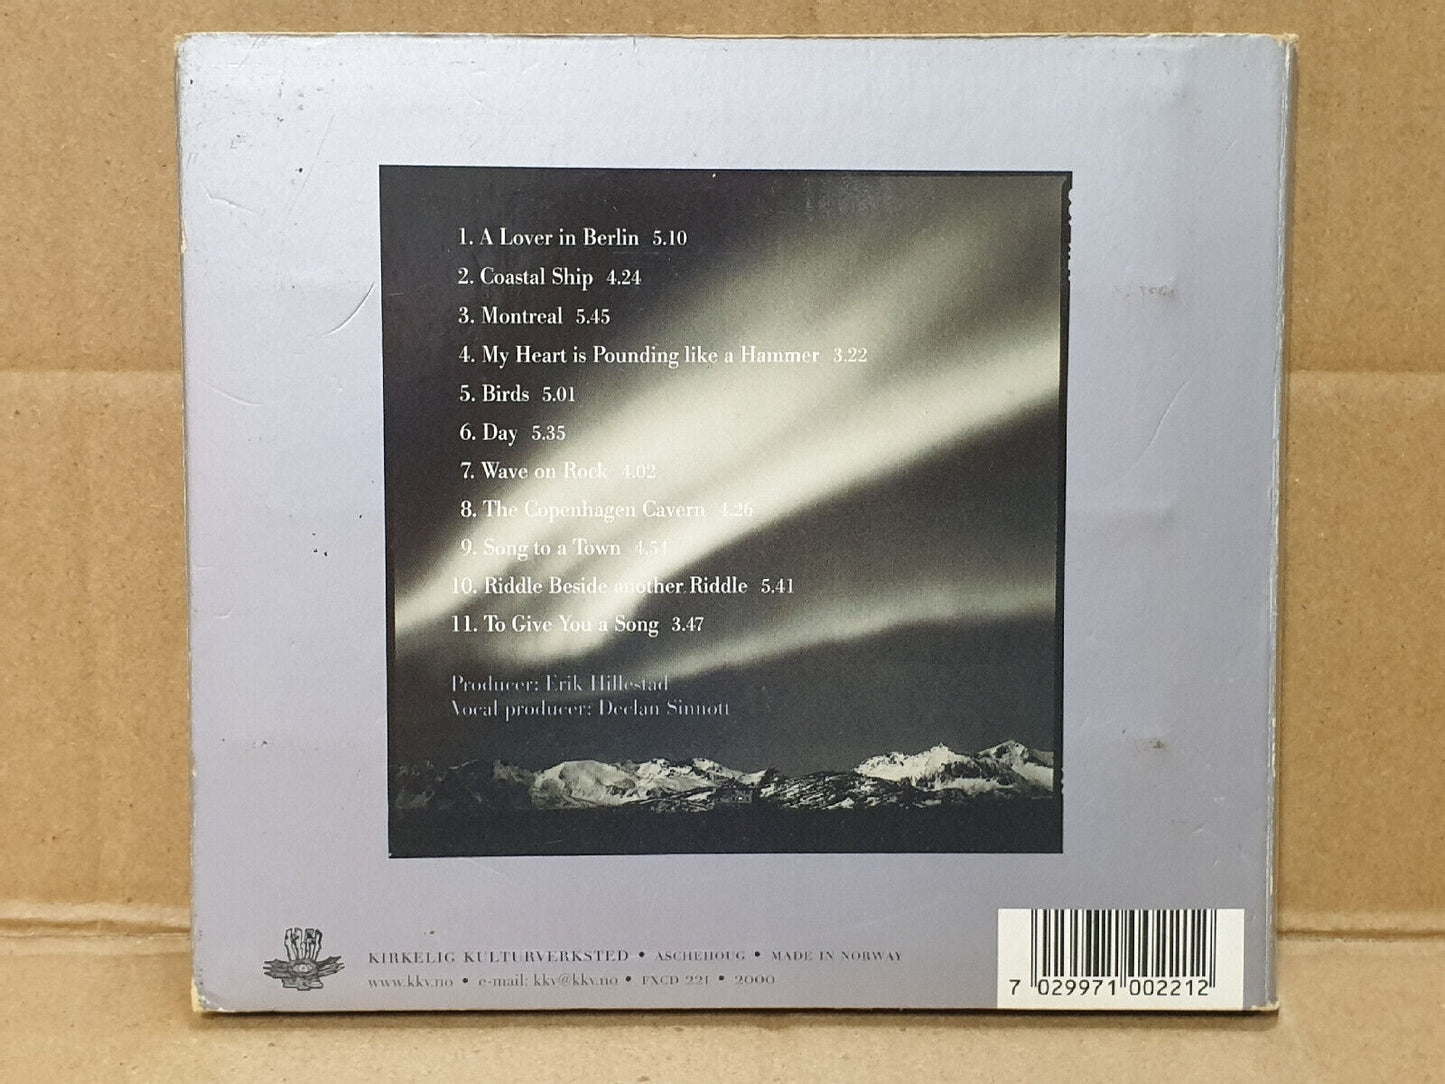 1. A Lover in Berlin 5.10
2. Coastal Ship 4.24
3. Montreal 5.45
4. My Heart is Pounding like a Hammer 3.22
5. Birds 5.01
6. Day 5.35
7. Wave on Rock 4.02
8. The Copenhagen Cavern 4.26
9. Song to a Town 4.54
10. Riddle Beside another Riddle 5.41
11. To Give You a Song 3.47
Producer: Erik Hillestad
Vocal producer: Declan Sinnott
KIRKELIG KULTURVERKSTED • ASCHEHOUG • MADE IN NORWAY
www.kkv.no • e-mail: kkv@kkv.no • FXCD 221 • 2000
7 029971 002212